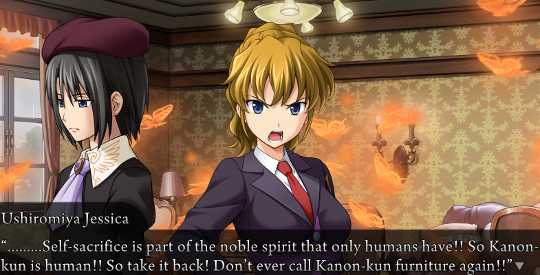 Ushiromiya Jessica
“.........Self-sacrifice is part of the noble spirit that only humans have!! So Kanon-
kun is human!! So take it back! Don’t ever call Kanon-kun furniture again!!”